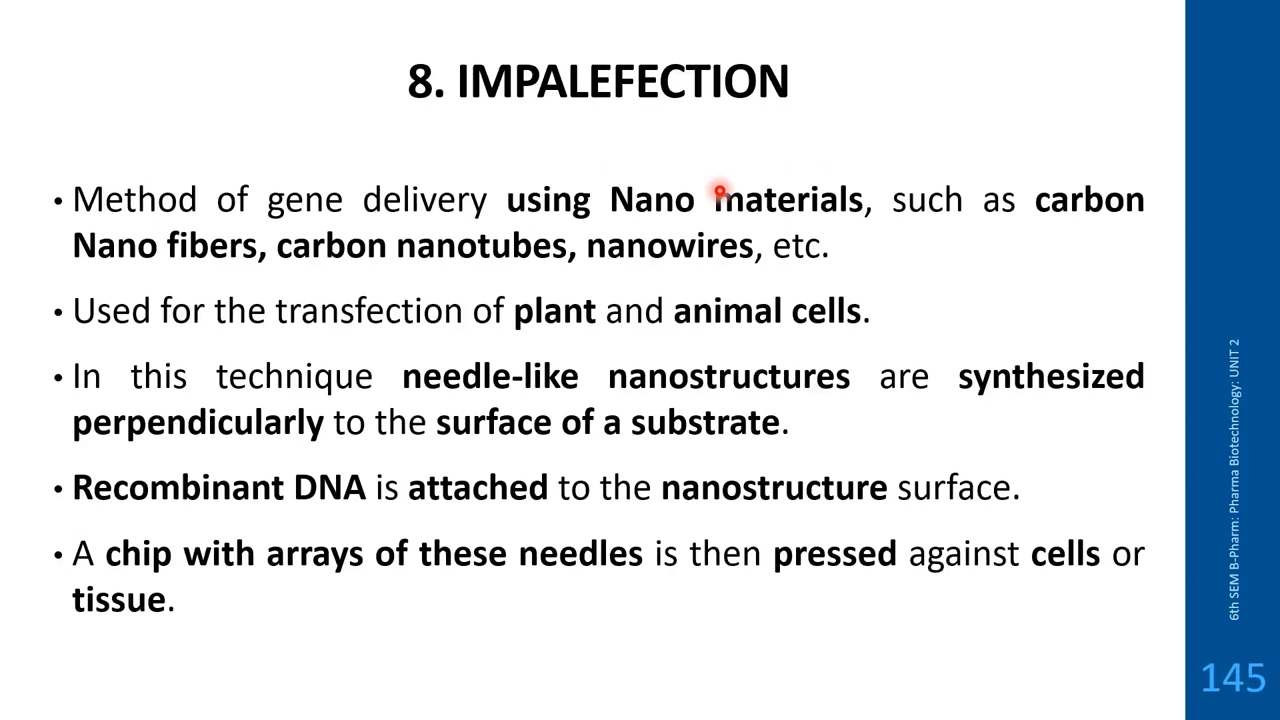 8. IMPALEFECTION
• Method of gene delivery using Nano materials, such as carbon
Nano fibers, carbon nanotubes, nanowires, etc.
• Used for the transfection of plant and animal cells.
• In this technique needle-like nanostructures are synthesized
perpendicularly to the surface of a substrate.
• Recombinant DNA is attached to the nanostructure surface.
• A chip with arrays of these needles is then pressed against cells or
tissue.
6th SEM B-Pharm: Pharma Biotechnology: UNIT 2
145